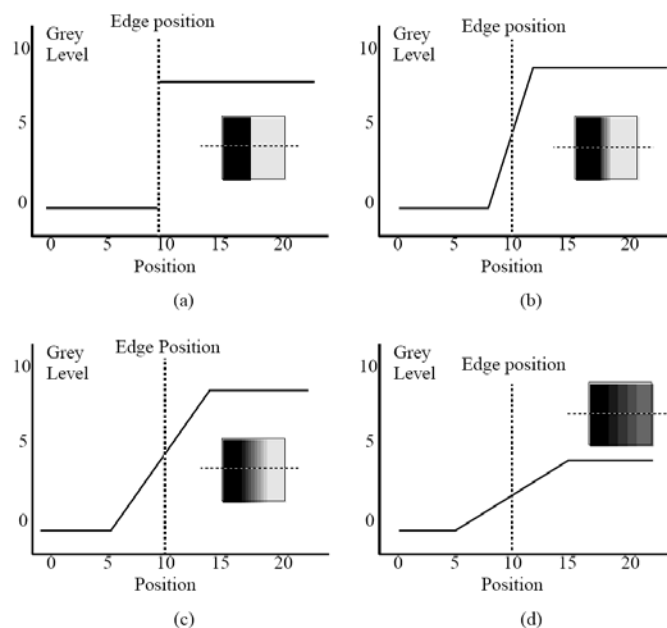 Edge position
10
Grey
Level
5
0
0 5 10 15 20
Position
(a)
Edge position
10
Grey
Level
5
0
0 5 10 15 20
Position
(b)
Edge Position
10
Grey
Level
5
0
0 5 10 15 20
Position
(c)
10
Grey
Level
Edge position
5
0
0 5 10 15 20
Position
(d)